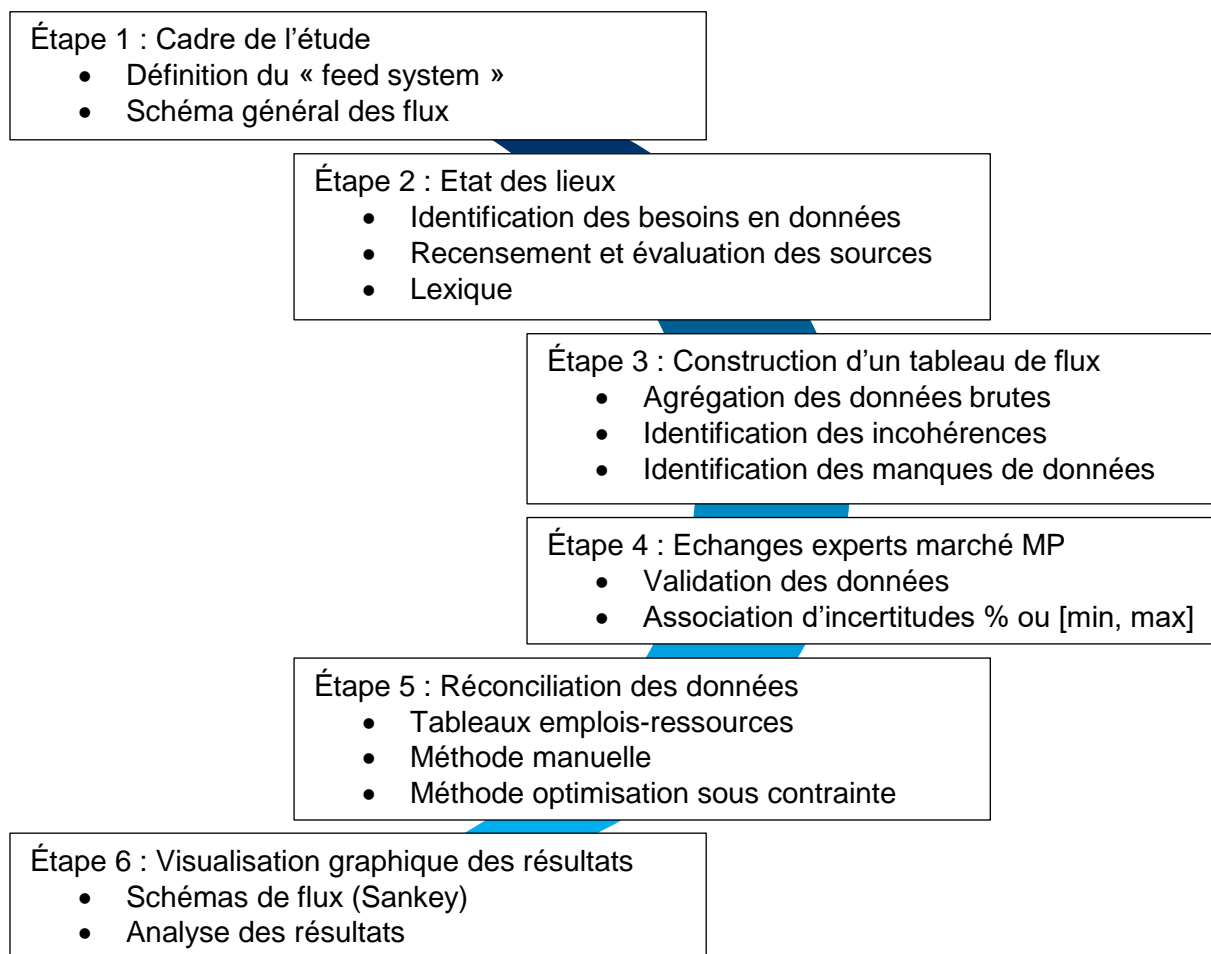 Étape 1 : Cadre de l’étude
• Définition du « feed system »
• Schéma général des flux
Étape 2 : Etat des lieux
• Identification des besoins en données
• Recensement et évaluation des sources
• Lexique
Étape 3 : Construction d’un tableau de flux
• Agrégation des données brutes
• Identification des incohérences
• Identification des manques de données
Étape 4 : Echanges experts marché MP
• Validation des données
• Association d’incertitudes % ou [min, max]
Étape 5 : Réconciliation des données
• Tableaux emplois-ressources
• Méthode manuelle
• Méthode optimisation sous contrainte
Étape 6 : Visualisation graphique des résultats
• Schémas de flux (Sankey)
• Analyse des résultats